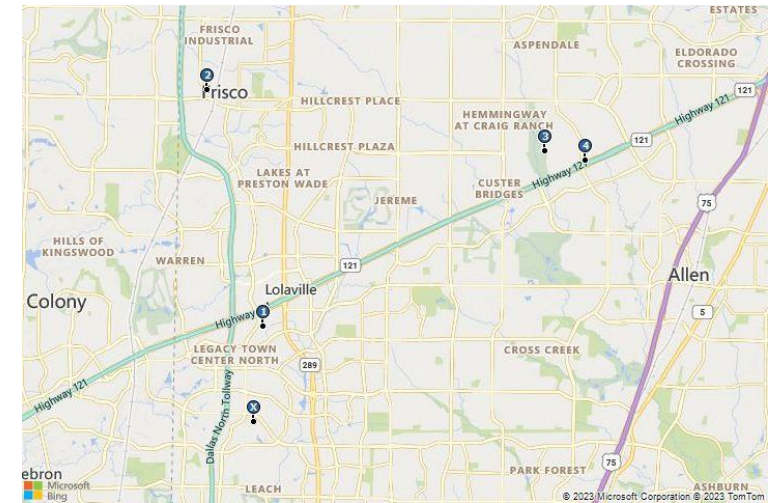 ESTATES
FRISCO
INDUSTRIAL
ASPENDALE
ELDORADO
CROSSING
2
Frisco
121
HILLCREST PLACE
Highway 121
HEMMINGWAY
AT CRAIG RANCH
3
4
121
HILLCREST PLAZA
LAKES AT
PRESTON WADE
Highway 121
CUSTER
BRIDGES
JEREME
75
HILLS OF
KINGSWOOD
WARREN
121
Allen
Lolaville
Colony
1
5
Highway
LEGACY TOWN
CENTER NORTH
CROSS CREEK
289
Highway 121
Dallas North Tollway
X
75
PARK FOREST
ebron
Microsoft
Bing
LEACH
ASHBURN
© 2023 Microsoft Corporation © 2023 TomTom